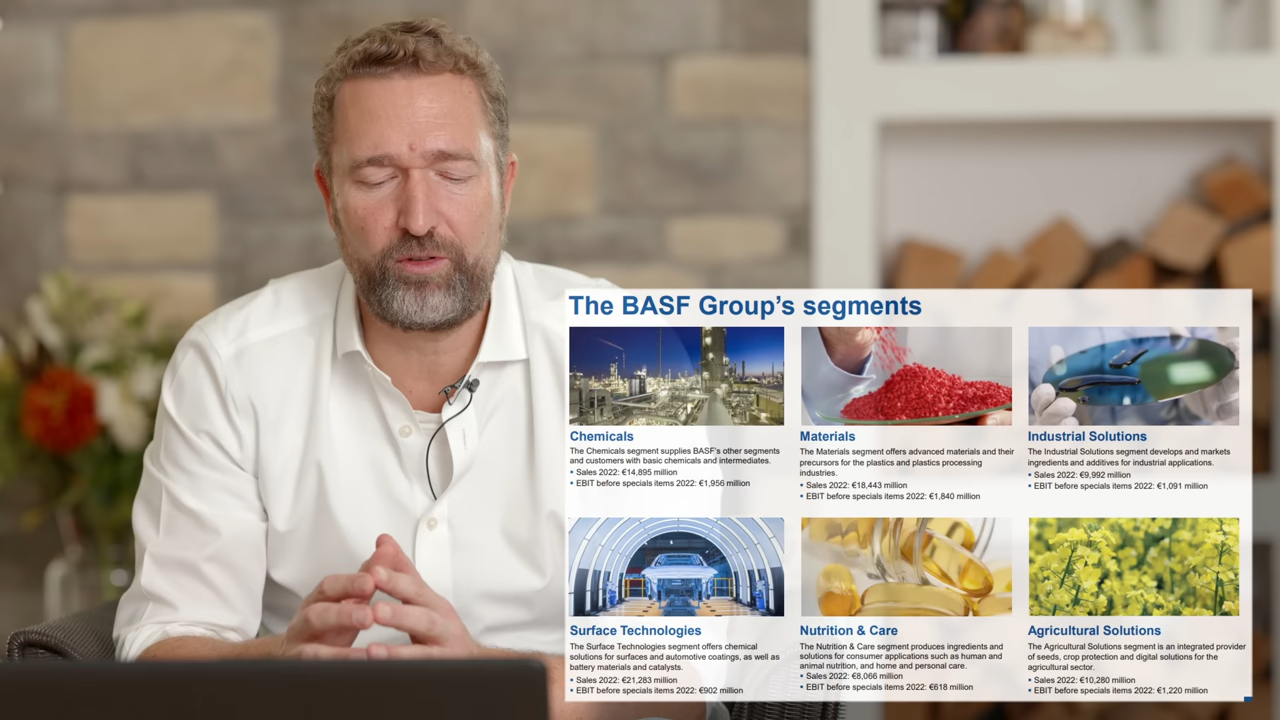 The BASF Group's segments
Chemicals
The Chemicals segment supplies BASF's other segments
and customers with basic chemicals and intermediates.
• Sales 2022: €14,895 million
• EBIT before specials items 2022: €1,956 million
Materials
The Materials segment offers advanced materials and their
precursors for the plastics and plastics processing
industries.
• Sales 2022: €18,443 million
• EBIT before specials items 2022: €1,840 million
Industrial Solutions
The Industrial Solutions segment develops and markets
ingredients and additives for industrial applications.
• Sales 2022: €9,992 million
• EBIT before specials items 2022: €1,091 million
Surface Technologies
The Surface Technologies segment offers chemical
solutions for surfaces and automotive coatings, as well as
battery materials and catalysts.
• Sales 2022: €21,283 million
• EBIT before specials items 2022: €902 million
Nutrition & Care
The Nutrition & Care segment produces ingredients and
solutions for consumer applications such as human and
animal nutrition, and home and personal care.
• Sales 2022: €8,066 million
• EBIT before specials items 2022: €618 million
Agricultural Solutions
The Agricultural Solutions segment is an integrated provider
of seeds, crop protection and digital solutions for the
agricultural sector.
• Sales 2022: €10,280 million
• EBIT before specials items 2022: €1,220 million